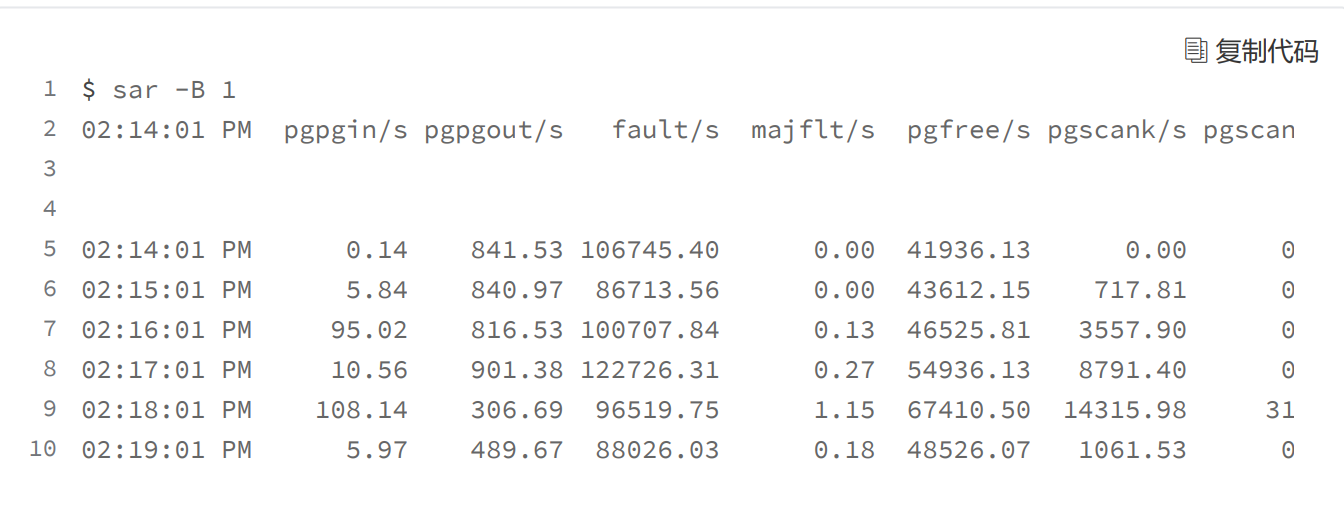 复制代码
1 $ sar -B 1
2 02:14:01 PM pgpgin/s pgpgout/s fault/s majflt/s pgfree/s pgscank/s pgscan
3
4
5 02:14:01 PM 0.14 841.53 106745.40 0.00 41936.13 0.00 0
6 02:15:01 PM 5.84 840.97 86713.56 0.00 43612.15 717.81 0
7 02:16:01 PM 95.02 816.53 100707.84 0.13 46525.81 3557.90 0
8 02:17:01 PM 10.56 901.38 122726.31 0.27 54936.13 8791.40 0
9 02:18:01 PM 108.14 306.69 96519.75 1.15 67410.50 14315.98 31
10 02:19:01 PM 5.97 489.67 88026.03 0.18 48526.07 1061.53 0